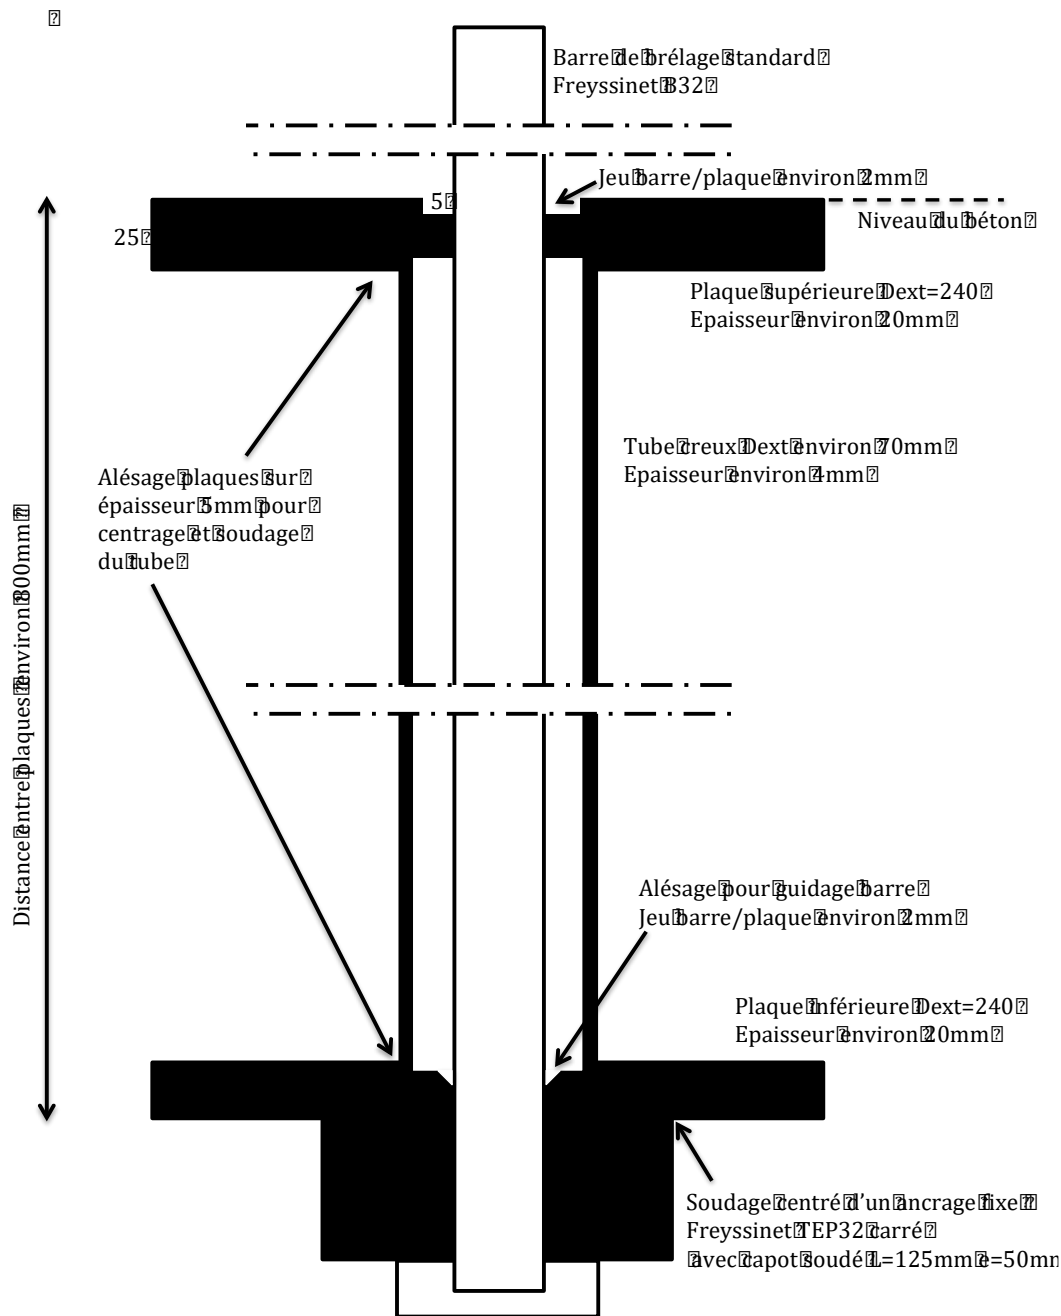 Barre de brélage standard
Freyssinet B32
Jeu barre/plaque environ 2mm
5
Niveau du béton
25
Plaque supérieure Dext=240
Epaisseur environ 20mm
Tube creux Dext environ 70mm
Epaisseur environ 4mm
Alésage plaques sur
épaisseur 5mm pour
centrage et soudage
du tube
Distance entre plaques environ 800mm
Alésage pour guidage barre
Jeu barre/plaque environ 2mm
Plaque inférieure Dext=240
Epaisseur environ 20mm
Soudage centré d'un ancrage fixe
Freyssinet TEP32 carré
avec capot soudé L=125mm e=50mm